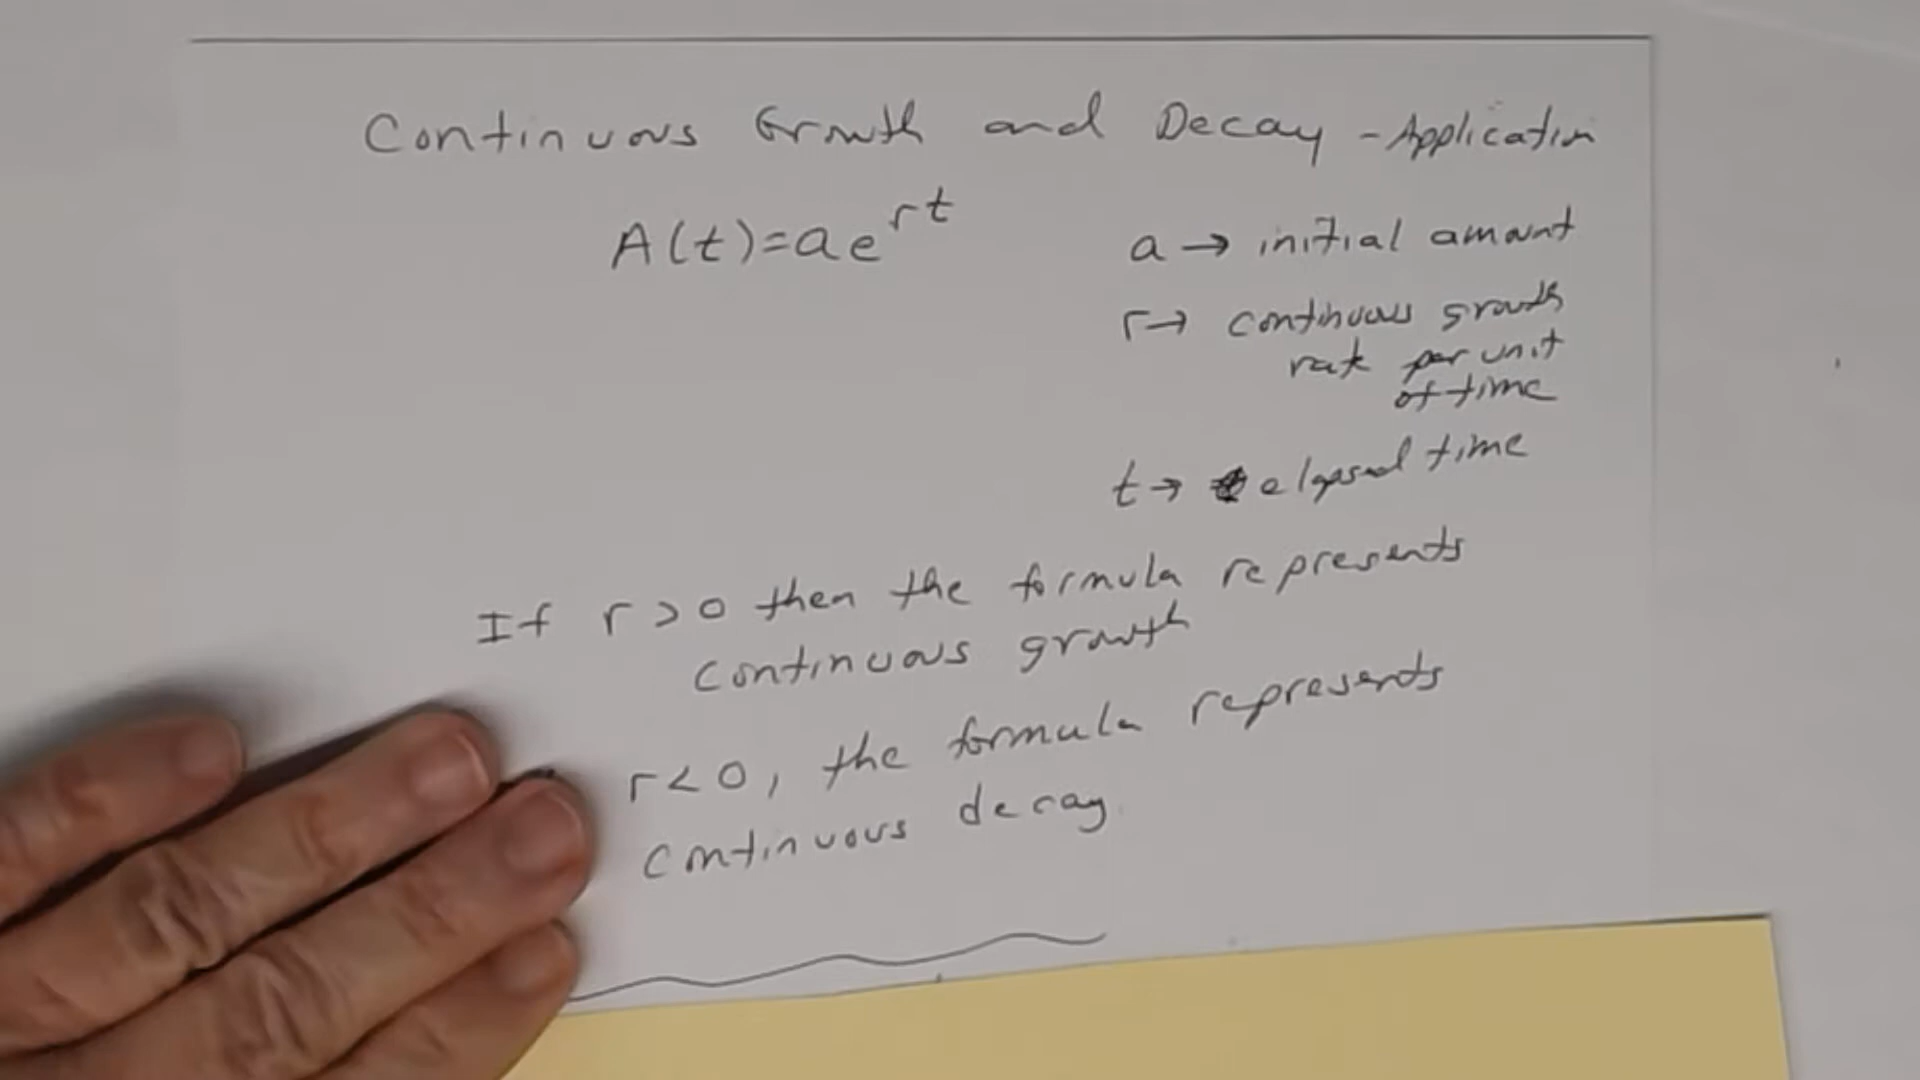 Continuous Growth and Decay - Application
A(t)=ae^rt
a → initial amount
r→ continuous growth
rate per unit
of time
t→ elapsed time
If r>0 then the formula represents
continuous growth
r<0, the formula represents
continuous decay